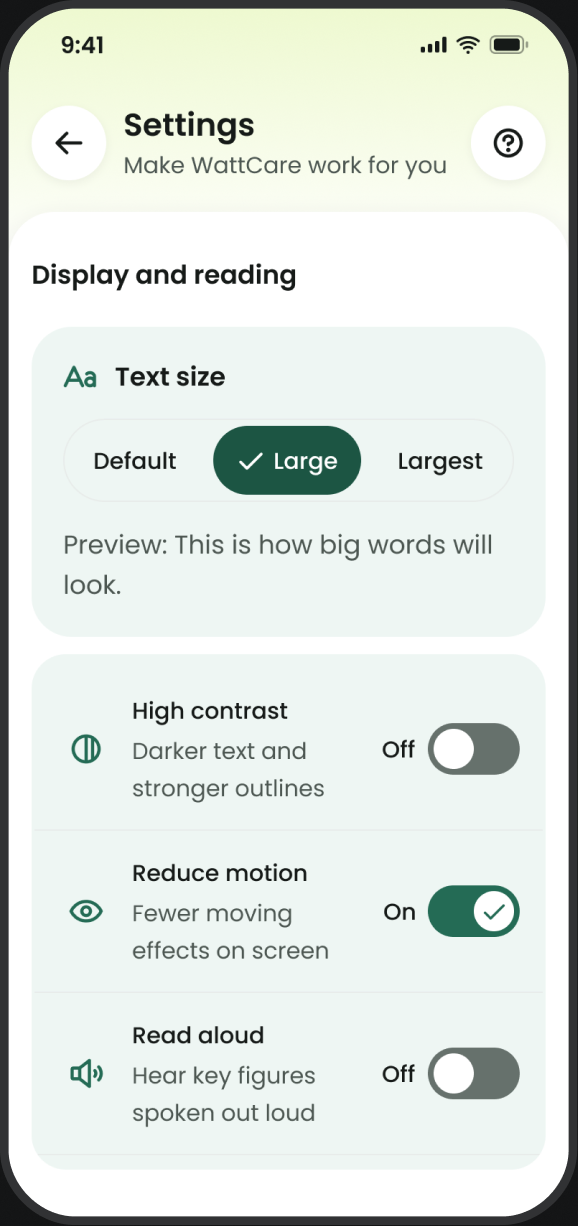 9:41
Settings
Make WattCare work for you
Display and reading
Aa Text size
Default Large Largest
Preview: This is how big words will
look.
High contrast
Darker text and
stronger outlines
Off
Reduce motion
Fewer moving
effects on screen
On
Read aloud
Hear key figures
spoken out loud
Off